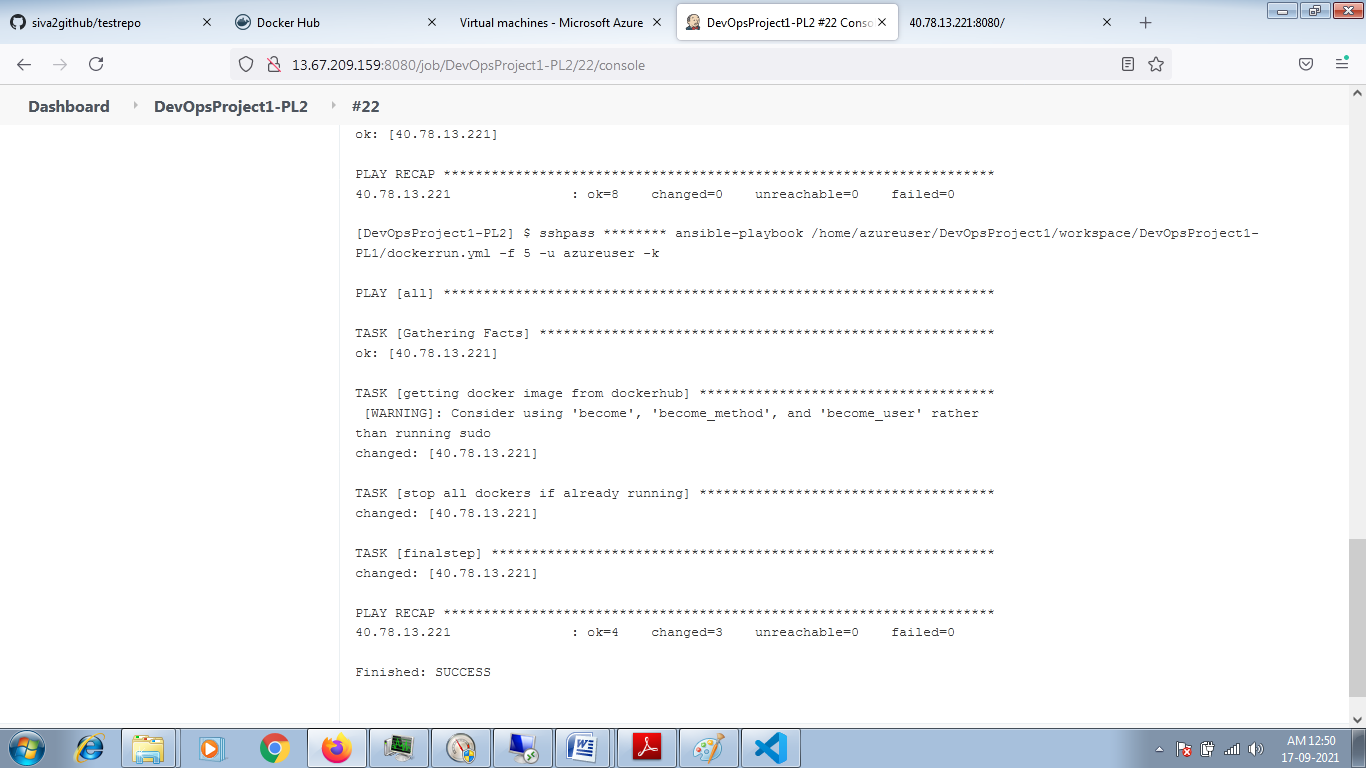 siva2github/testrepo
Docker Hub
Virtual machines - Microsoft Azure
DevOpsProject1-PL2 #22 Conso
40.78.13.221:8080/
13.67.209.159:8080/job/DevOpsProject1-PL2/22/console
Dashboard DevOpsProject1-PL2 #22
ok: [40.78.13.221]
PLAY RECAP *********************************************************************
40.78.13.221 : ok=8 changed=0 unreachable=0 failed=0
[DevOpsProject1-PL2] $ sshpass ******** ansible-playbook /home/azureuser/DevOpsProject1/workspace/DevOpsProject1-
PL1/dockerrun.yml -f 5 -u azureuser -k
PLAY [all] *********************************************************************
TASK [Gathering Facts] *********************************************************
ok: [40.78.13.221]
TASK [getting docker image from dockerhub] *************************************
[WARNING]: Consider using 'become', 'become_method', and 'become_user' rather
than running sudo
changed: [40.78.13.221]
TASK [stop all dockers if already running] *************************************
changed: [40.78.13.221]
TASK [finalstep] ***************************************************************
changed: [40.78.13.221]
PLAY RECAP *********************************************************************
40.78.13.221 : ok=4 changed=3 unreachable=0 failed=0
Finished: SUCCESS
AM 12:50
17-09-2021